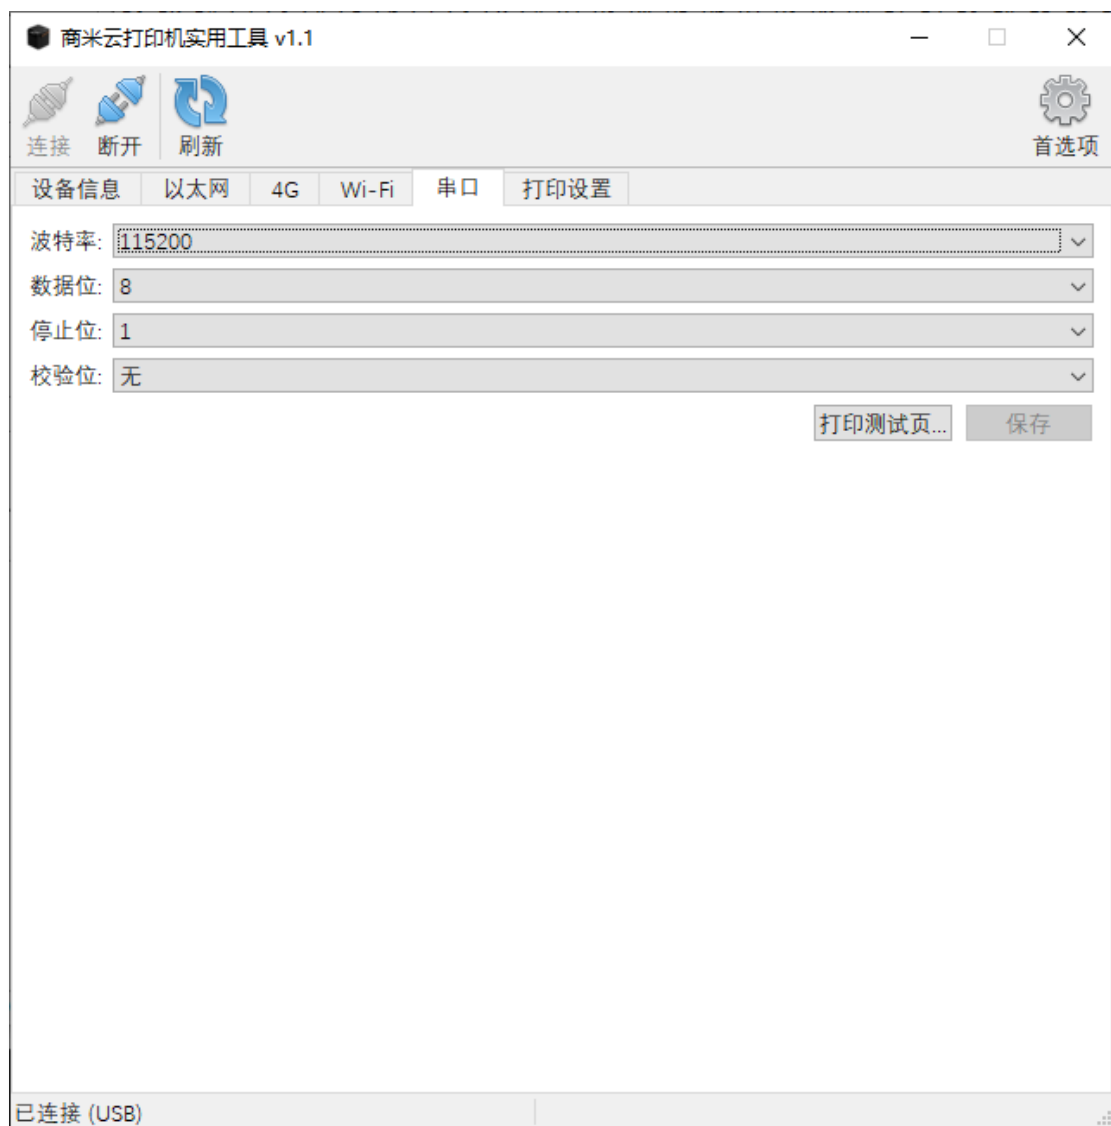 商米云打印机实用工具 v1.1
连接 断开 刷新 首选项
设备信息 以太网 4G Wi-Fi 串口 打印设置
波特率: 115200
数据位: 8
停止位: 1
校验位: 无
打印测试页... 保存
已连接 (USB)